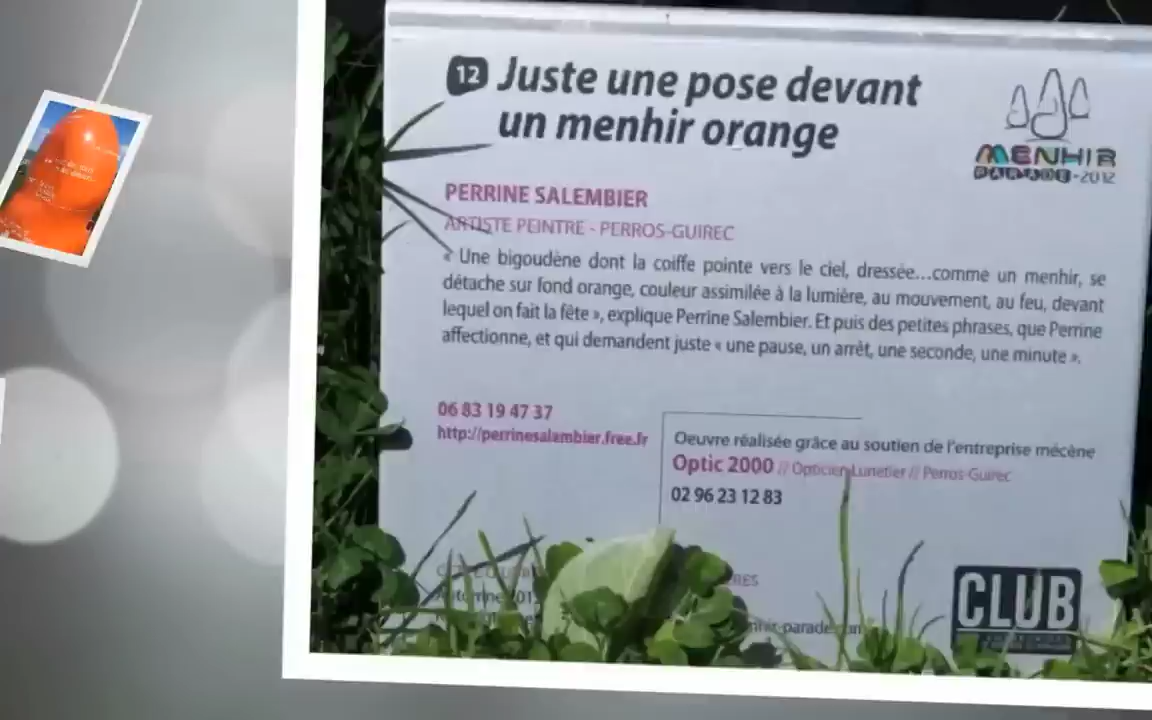 12 Juste une pose devant
un menhir orange
MENHIR
PARADE-2012
PERRINE SALEMBIER
ARTISTE PEINTRE - PERROS-GUIREC
« Une bigoudène dont la coiffe pointe vers le ciel, dressée...comme un menhir, se
détache sur fond orange, couleur assimilée à la lumière, au mouvement, au feu, devant
lequel on fait la fête », explique Perrine Salembier. Et puis des petites phrases, que Perrine
affectionne, et qui demandent juste « une pause, un arrêt, une seconde, une minute ».
06 83 19 47 37
http://perrinesalembier.free.fr
Oeuvre réalisée grâce au soutien de l'entreprise mécène
Optic 2000 // Opticien Lunetier // Perros-Guirec
02 96 23 12 83
CLUB